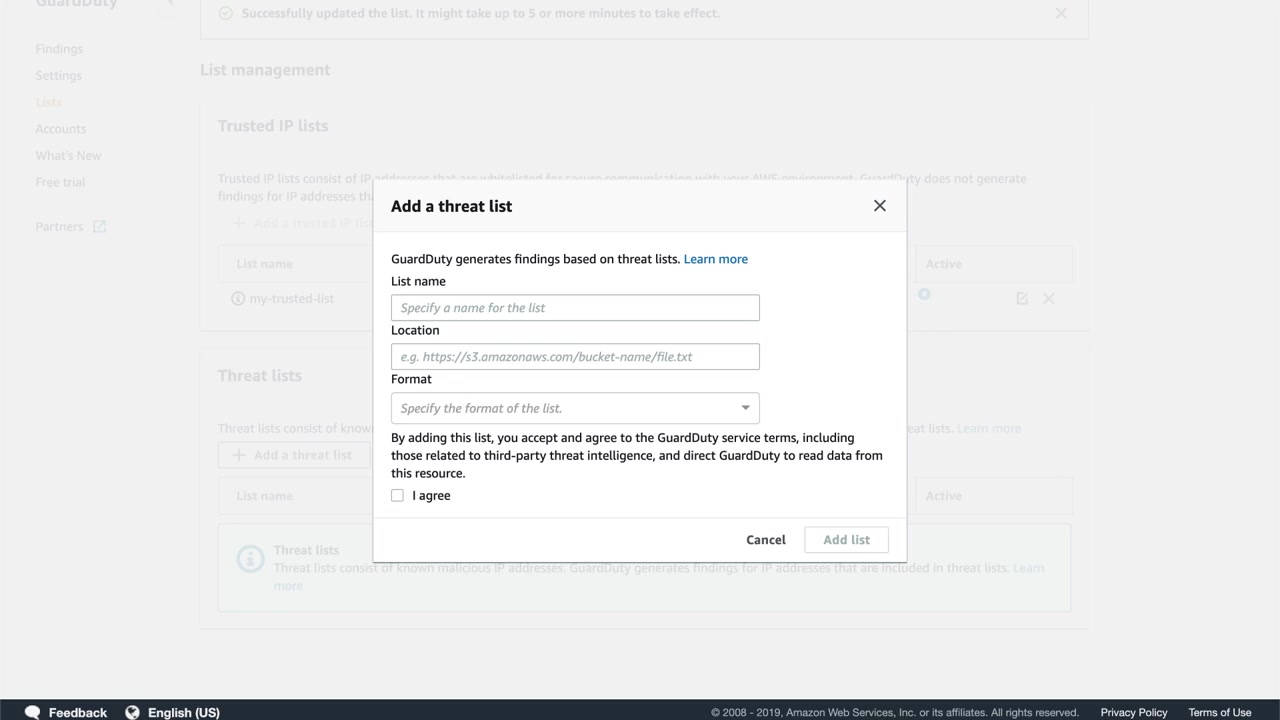 GuardDuty
Successfully updated the list. It might take up to 5 or more minutes to take effect.
Findings
Settings
Lists
Accounts
What's New
Free trial
Partners
List management
Trusted IP lists
Trusted IP lists consist of IP addresses that are whitelisted for secure communication with your AWS environment. GuardDuty does not generate
findings for IP addresses
+ Add a trusted IP list
List name
Active
my-trusted-list
Threat lists
Threat lists consist of known
eat lists. Learn more
+ Add a threat list
List name
Active
Threat lists
Threat lists consist of known malicious IP addresses. GuardDuty generates findings for IP addresses that are included in threat lists. Learn
more
Add a threat list
GuardDuty generates findings based on threat lists. Learn more
List name
Specify a name for the list
Location
e.g. https://s3.amazonaws.com/bucket-name/file.txt
Format
Specify the format of the list.
By adding this list, you accept and agree to the GuardDuty service terms, including
those related to third-party threat intelligence, and direct GuardDuty to read data from
this resource.
I agree
Cancel
Add list
Feedback
English (US)
© 2008 - 2019, Amazon Web Services, Inc. or its affiliates. All rights reserved.
Privacy Policy
Terms of Use